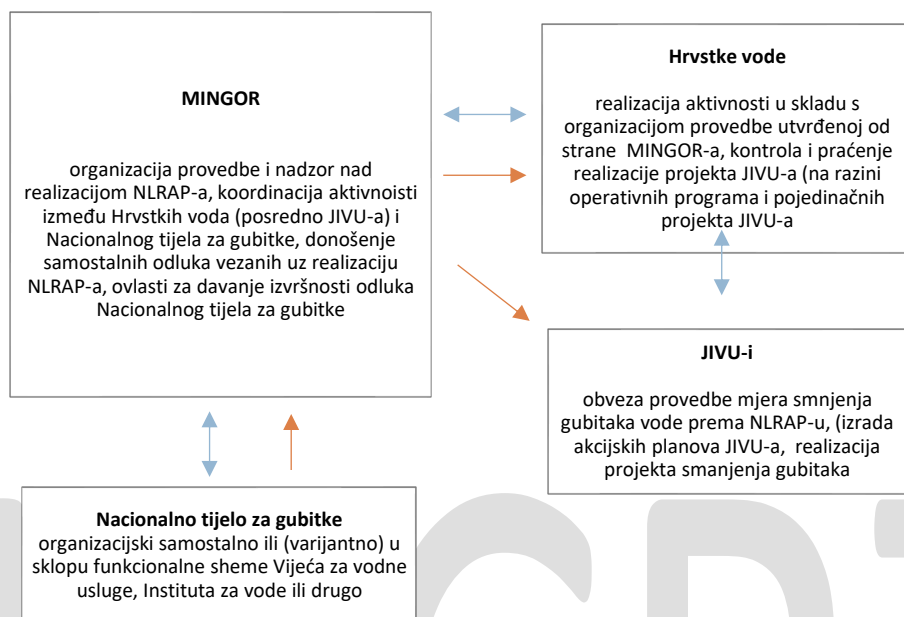 MINGOR
organizacija provedbe i nadzor nad
realizacijom NLRAP-a, koordinacija aktivnoisti
između Hrvstkih voda (posredno JIVU-a) i
Nacionalnog tijela za gubitke, donošenje
samostalnih odluka vezanih uz realizaciju
NLRAP-a, ovlasti za davanje izvršnosti odluka
Nacionalnog tijela za gubitke
Hrvstke vode
realizacija aktivnosti u skladu s
organizacijom provedbe utvrđenoj od
strane MINGOR-a, kontrola i praćenje
realizacije projekta JIVU-a (na razini
operativnih programa i pojedinačnih
projekta JIVU-a
JIVU-i
obveza provedbe mjera smnjenja
gubitaka vode prema NLRAP-u, (izrada
akcijskih planova JIVU-a, realizacija
projekta smanjenja gubitaka
Nacionalno tijelo za gubitke
organizacijski samostalno ili (varijantno) u
sklopu funkcionalne sheme Vijeća za vodne
usluge, Instituta za vode ili drugo